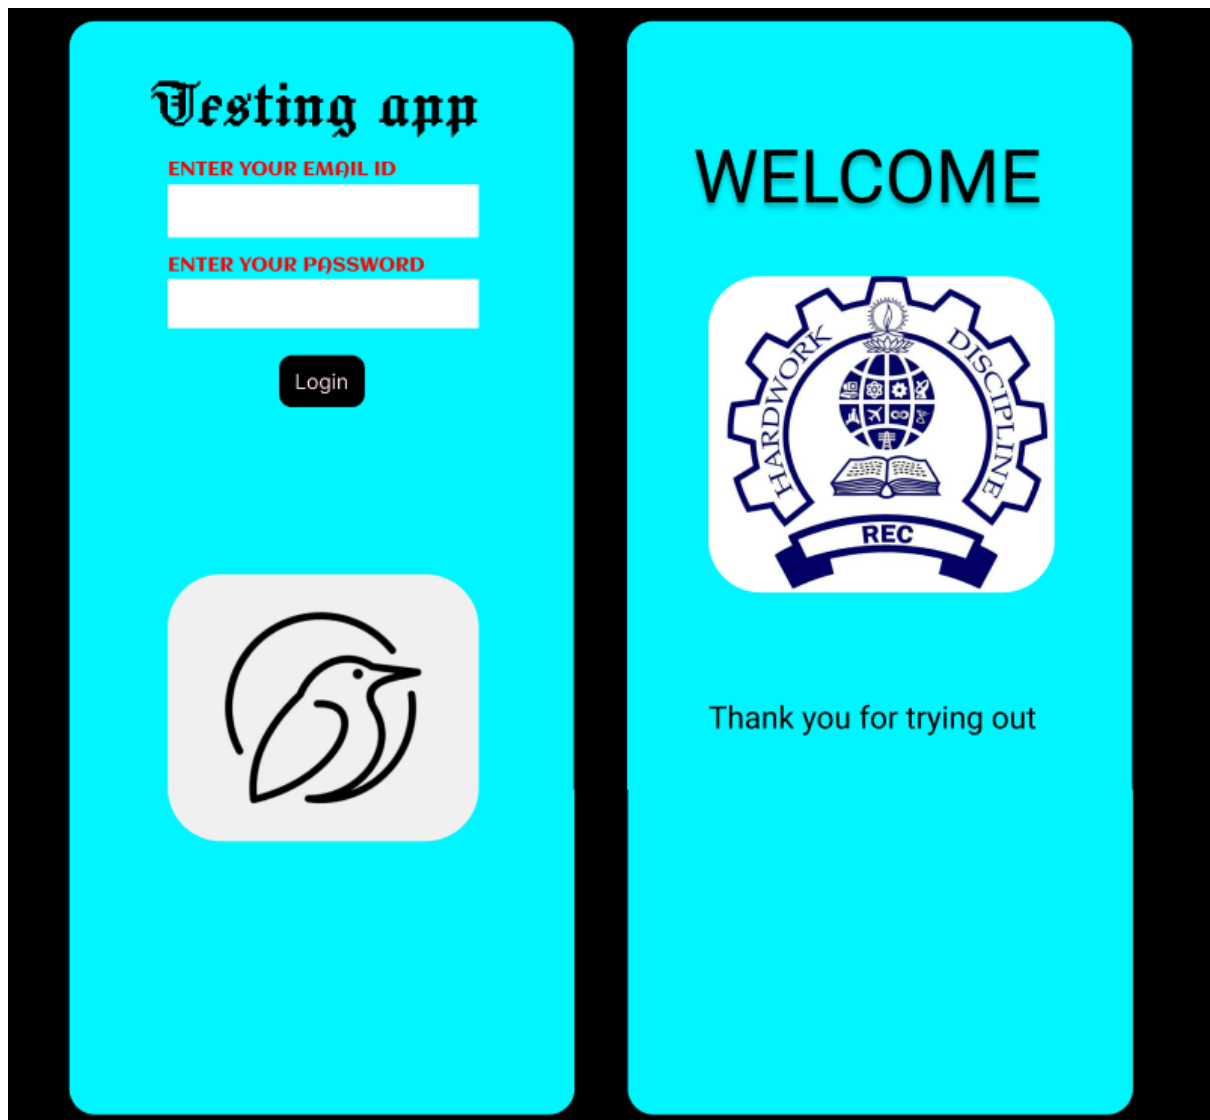 Testing app
ENTER YOUR EMAIL ID
ENTER YOUR PASSWORD
Login
WELCOME
HARDWORK
DISCIPLINE
REC
Thank you for trying out